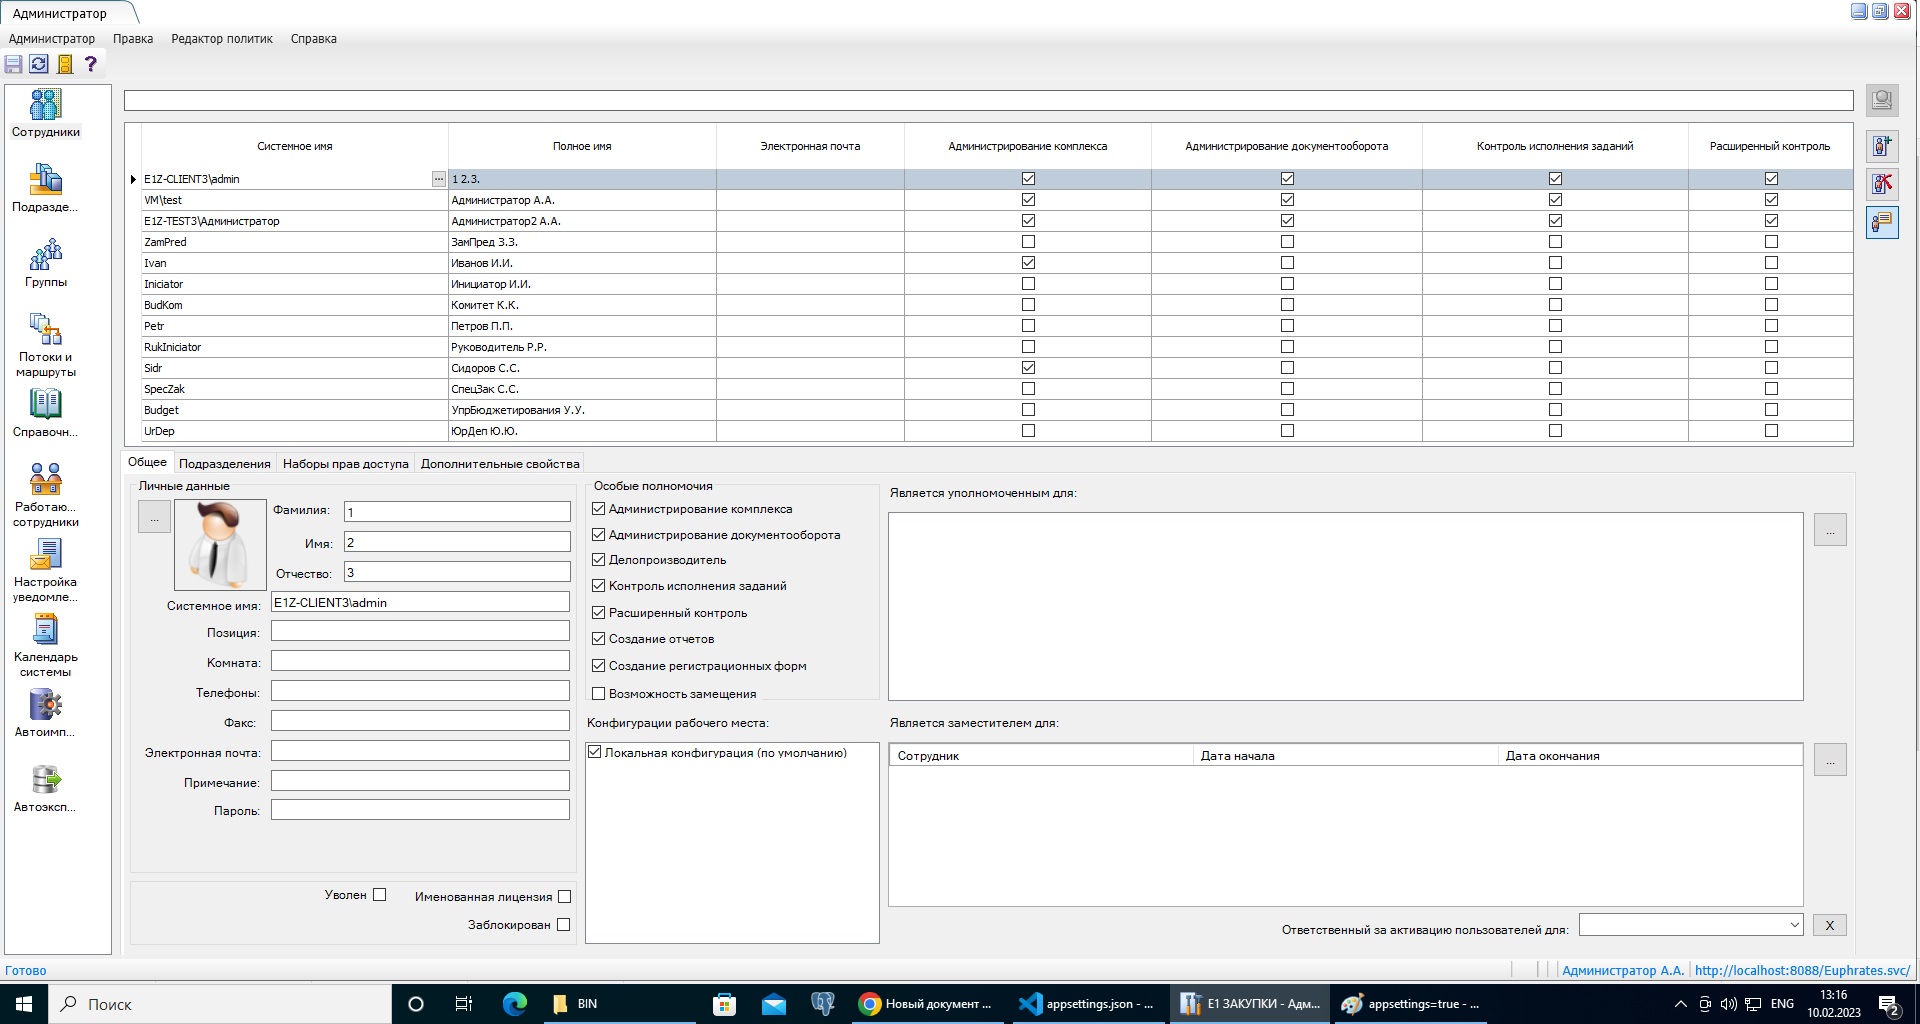 Администратор
Администратор Правка Редактор политик Справка
Сотрудники
Подразде...
Группы
Потоки и
маршруты
Справочн...
Работаю...
сотрудники
Настройка
уведомле...
Календарь
системы
Автоимп...
Автоэксп...
Системное имя Полное имя Электронная почта Администрирование комплекса Администрирование документооборота Контроль исполнения заданий Расширенный контроль
E1Z-CLIENT3\admin ... 1 2.3.
VM\test Администратор А.А.
E1Z-TEST3\Администратор Администратор2 А.А.
ZamPred ЗамПред З.З.
Ivan Иванов И.И.
Iniciator Инициатор И.И.
BudKom Комитет К.К.
Petr Петров П.П.
RukIniciator Руководитель Р.Р.
Sidr Сидоров С.С.
SpecZak СпецЗак С.С.
Budget УпрБюджетирования У.У.
UrDep ЮрДеп Ю.Ю.
Общее Подразделения Наборы прав доступа Дополнительные свойства
Личные данные
...
Фамилия: 1
Имя: 2
Отчество: 3
Системное имя: E1Z-CLIENT3\admin
Позиция:
Комната:
Телефоны:
Факс:
Электронная почта:
Примечание:
Пароль:
Уволен Именованная лицензия
Заблокирован
Особые полномочия
Администрирование комплекса
Администрирование документооборота
Делопроизводитель
Контроль исполнения заданий
Расширенный контроль
Создание отчетов
Создание регистрационных форм
Возможность замещения
Конфигурации рабочего места:
Локальная конфигурация (по умолчанию)
Является уполномоченным для:
...
Является заместителем для:
Сотрудник Дата начала Дата окончания
...
Ответственный за активацию пользователей для: X
Готово Администратор А.А. http://localhost:8088/Euphrates.svc/
Поиск BIN Новый документ ... appsettings.json - ... E1 ЗАКУПКИ - Адм... appsettings=true - ... ENG 13:16
10.02.2023 2